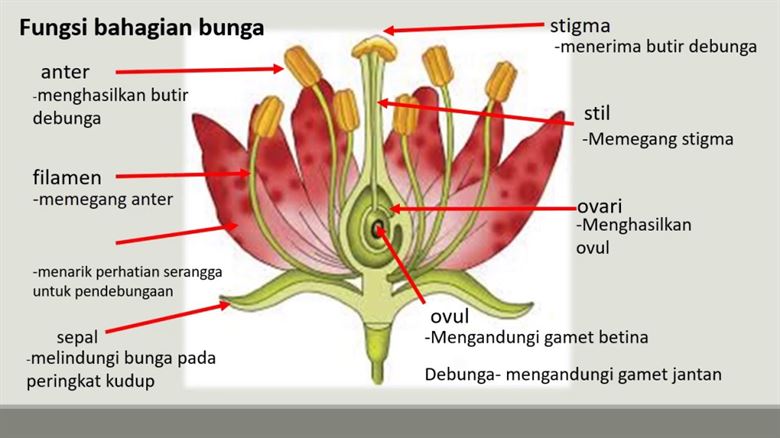 Fungsi bahagian bunga
anter
-menghasilkan butir
debunga
filamen
-memegang anter
-menarik perhatian serangga
untuk pendebungaan
sepal
-melindungi bunga pada
peringkat kudup
stigma
-menerima butir debunga
stil
-Memegang stigma
ovari
-Menghasilkan
ovul
ovul
-Mengandungi gamet betina
Debunga- mengandungi gamet jantan